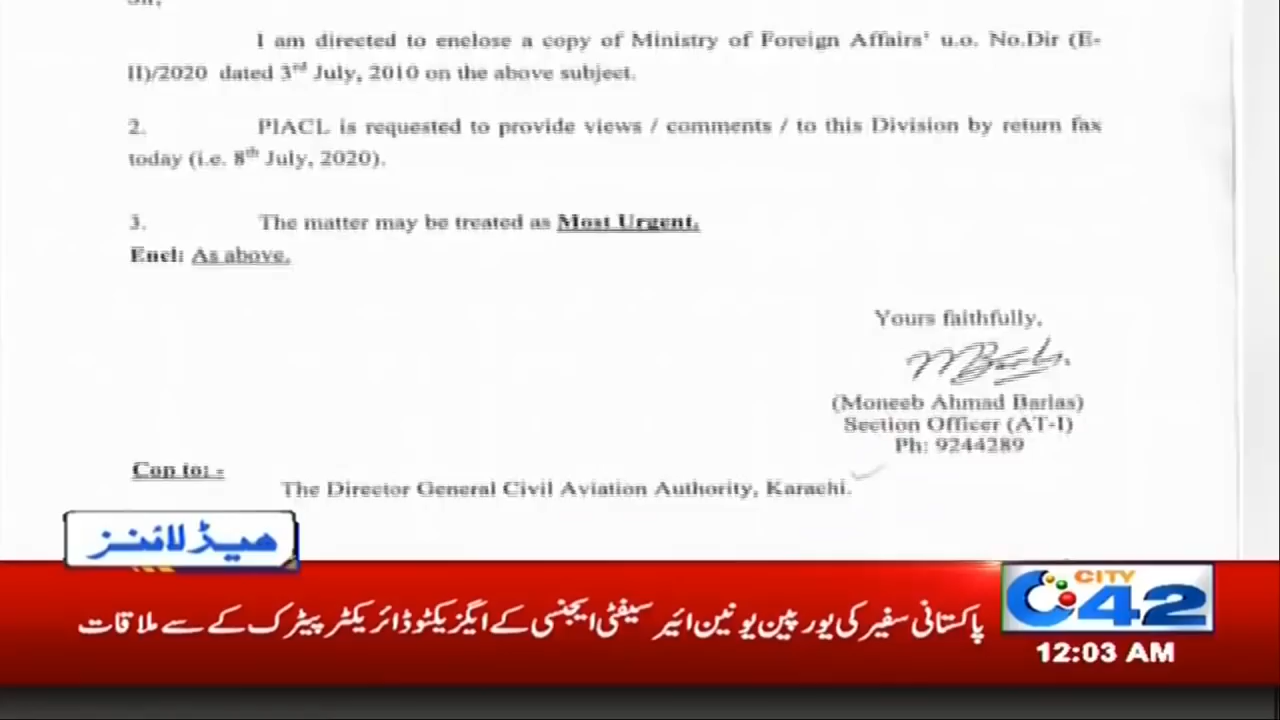 I am directed to enclose a copy of Ministry of Foreign Affairs' u.o. No.Dir (E-
II)/2020 dated 3rd July, 2010 on the above subject.
2. PIACL is requested to provide views / comments / to this Division by return fax
today (i.e. 8th July, 2020).
3. The matter may be treated as Most Urgent.
Encl: As above.
Yours faithfully,
(Moneeb Ahmad Barlas)
Section Officer (AT-I)
Ph: 9244289
Cop to: -
The Director General Civil Aviation Authority, Karachi.
ہیڈلائنز
پاکستانی سفیر کی یورپین یونین ائیر سیفٹی ایجنسی کے ایگزیکٹو ڈائریکٹر پیٹرک کے سے ملاقات
CITY
42
12:03 AM